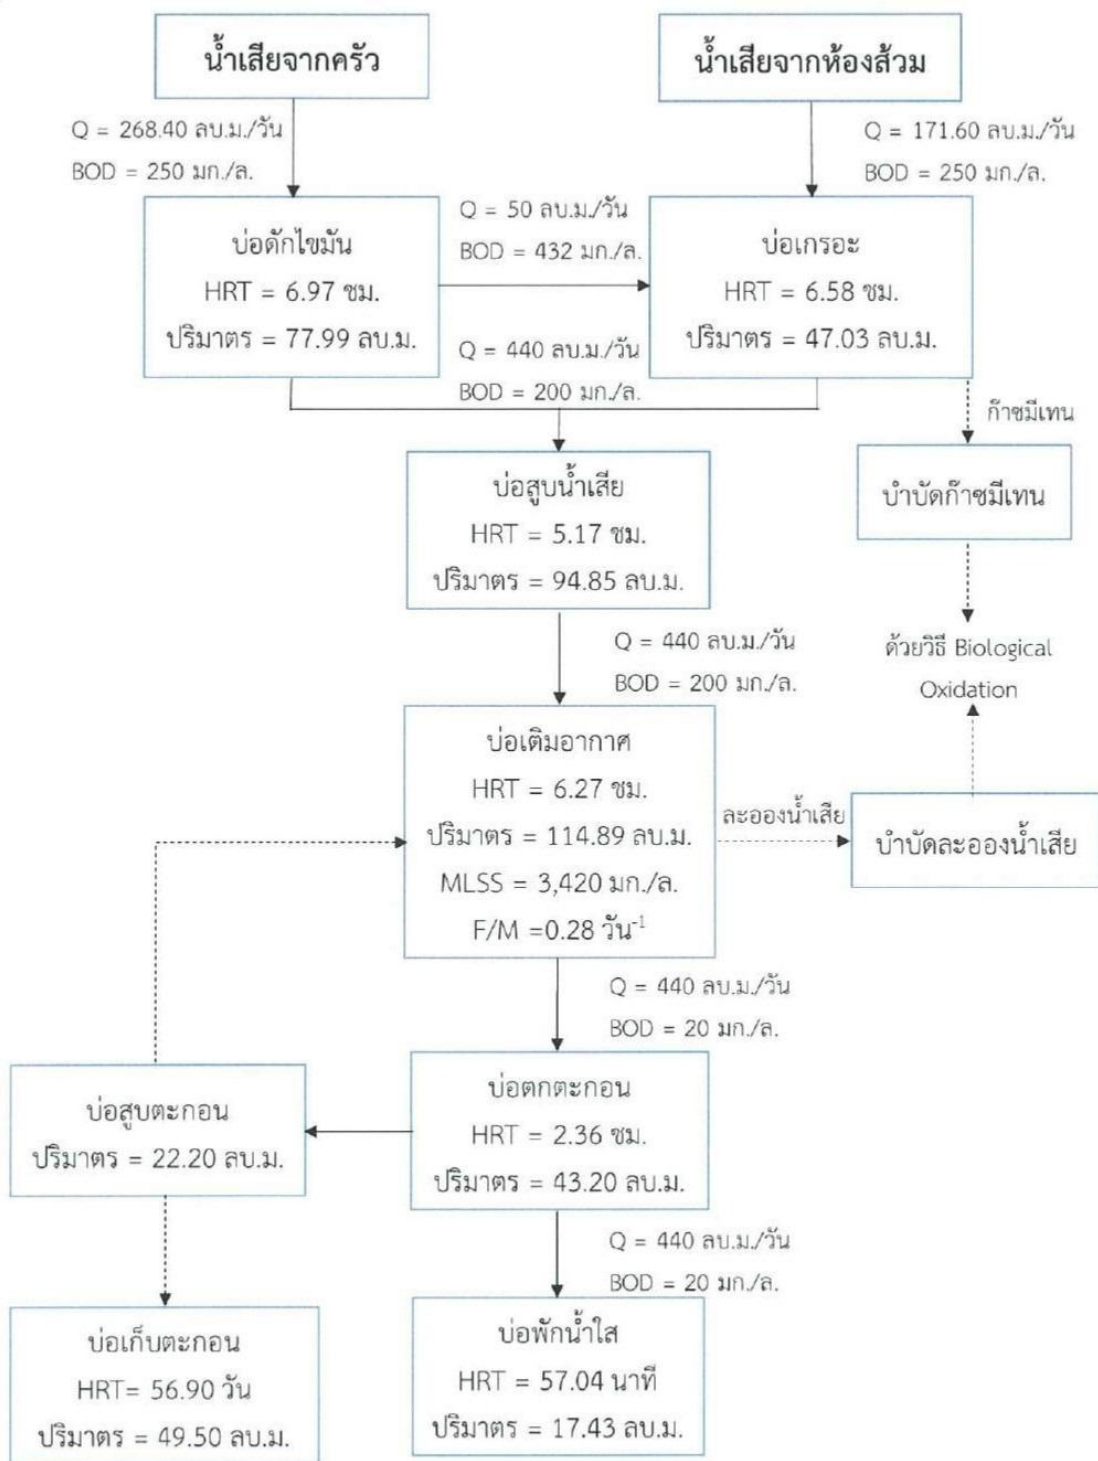 น้ำเสียจากครัว
น้ำเสียจากห้องส้วม
Q = 268.40 ลบ.ม./วัน
BOD = 250 มก./ล.
Q = 171.60 ลบ.ม./วัน
BOD = 250 มก./ล.
บ่อดักไขมัน
HRT = 6.97 ชม.
ปริมาตร = 77.99 ลบ.ม.
Q = 50 ลบ.ม./วัน
BOD = 432 มก./ล.
บ่อเกรอะ
HRT = 6.58 ชม.
ปริมาตร = 47.03 ลบ.ม.
Q = 440 ลบ.ม./วัน
BOD = 200 มก./ล.
ก๊าซมีเทน
บ่อสูบน้ำเสีย
HRT = 5.17 ชม.
ปริมาตร = 94.85 ลบ.ม.
บำบัดก๊าซมีเทน
Q = 440 ลบ.ม./วัน
BOD = 200 มก./ล.
ด้วยวิธี Biological
Oxidation
บ่อเติมอากาศ
HRT = 6.27 ชม.
ปริมาตร = 114.89 ลบ.ม.
MLSS = 3,420 มก./ล.
F/M =0.28 วัน⁻¹
ละอองน้ำเสีย
บำบัดละอองน้ำเสีย
Q = 440 ลบ.ม./วัน
BOD = 20 มก./ล.
บ่อสูบตะกอน
ปริมาตร = 22.20 ลบ.ม.
บ่อตกตะกอน
HRT = 2.36 ชม.
ปริมาตร = 43.20 ลบ.ม.
Q = 440 ลบ.ม./วัน
BOD = 20 มก./ล.
บ่อเก็บตะกอน
HRT= 56.90 วัน
ปริมาตร = 49.50 ลบ.ม.
บ่อพักน้ำใส
HRT = 57.04 นาที
ปริมาตร = 17.43 ลบ.ม.